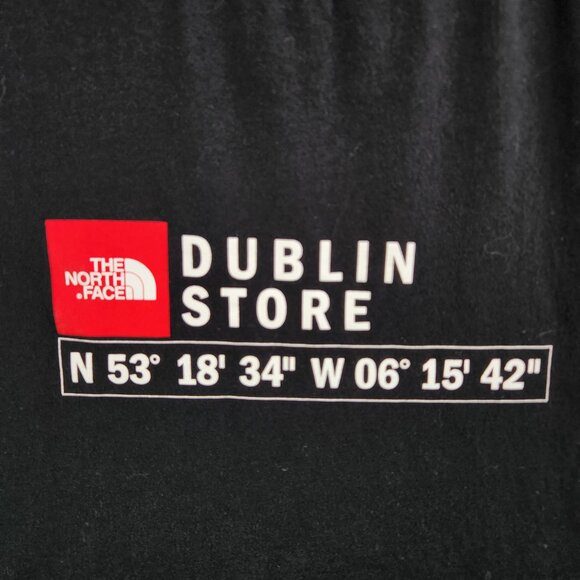 THE
NORTH
FACE
DUBLIN
STORE
N 53° 18' 34" W 06° 15' 42"